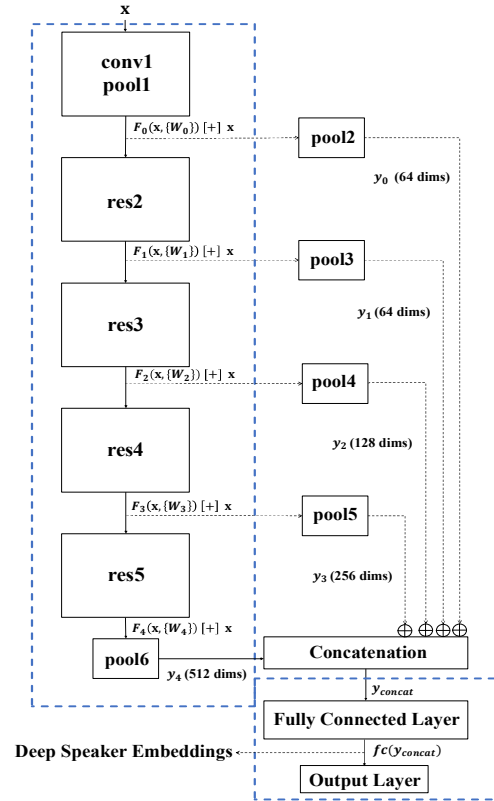 x
conv1
pool1
F₀(x,{W₀}) [+] x
pool2
y₀ (64 dims)
res2
F₁(x,{W₁}) [+] x
pool3
y₁ (64 dims)
res3
F₂(x,{W₂}) [+] x
pool4
y₂ (128 dims)
res4
F₃(x,{W₃}) [+] x
pool5
y₃ (256 dims)
res5
F₄(x,{W₄}) [+] x
pool6
y₄ (512 dims)
Concatenation
y_concat
Fully Connected Layer
Deep Speaker Embeddings
fc(y_concat)
Output Layer